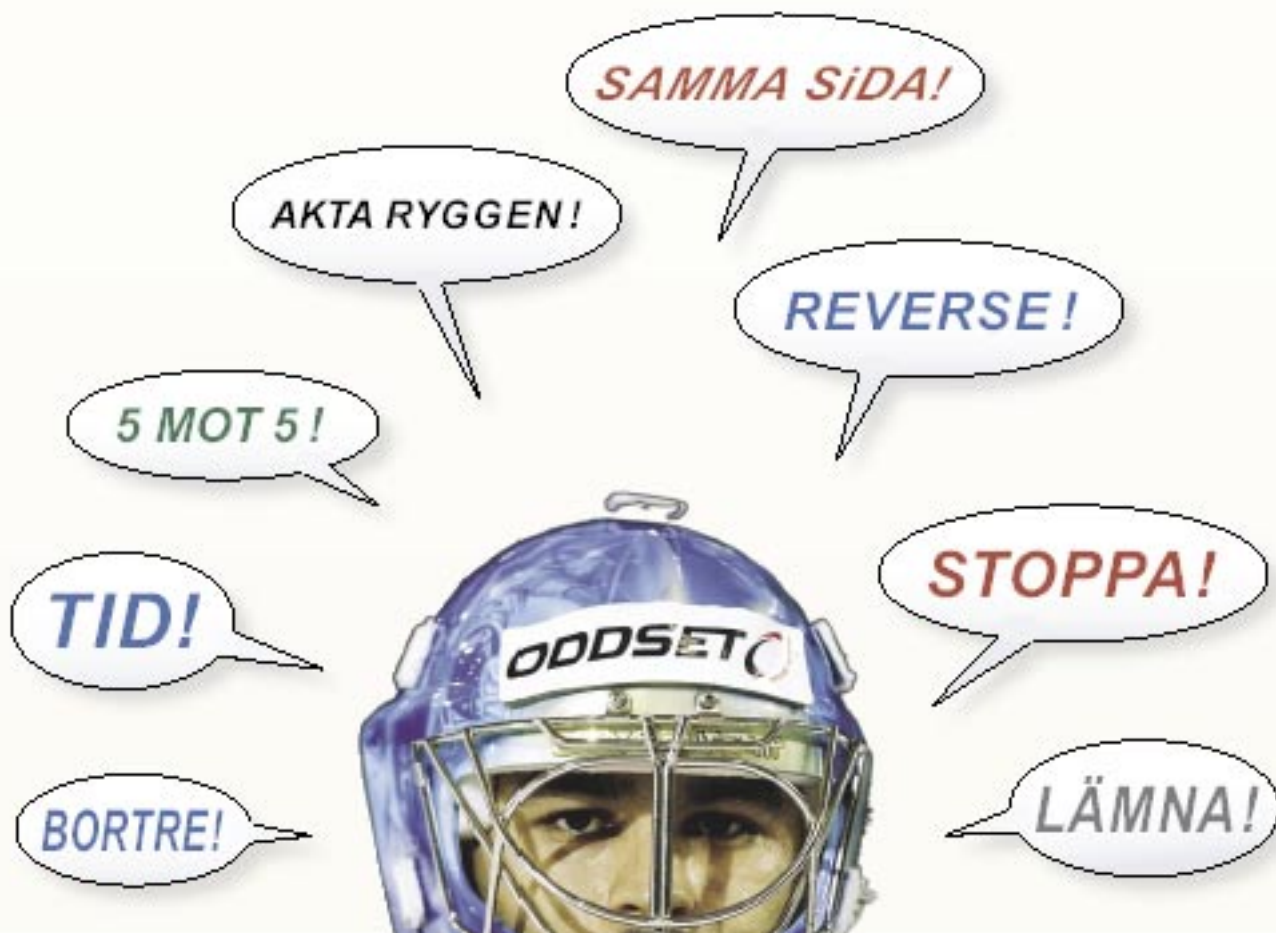 SAMMA SiDA!
AKTA RYGGEN!
REVERSE!
5 MOT 5!
STOPPA!
TID!
ODDSET
BORTRE!
LÄMNA!